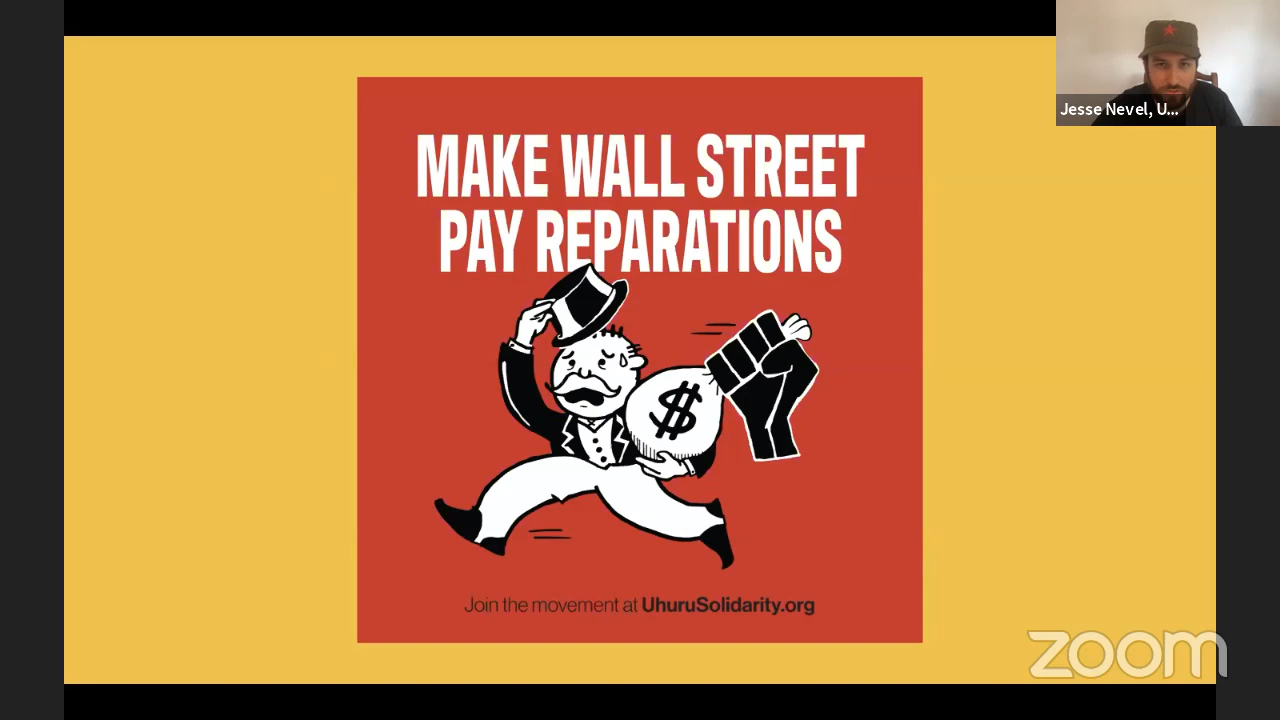 MAKE WALL STREET
PAY REPARATIONS
$
Join the movement at UhuruSolidarity.org
Jesse Nevel, U...
zoom